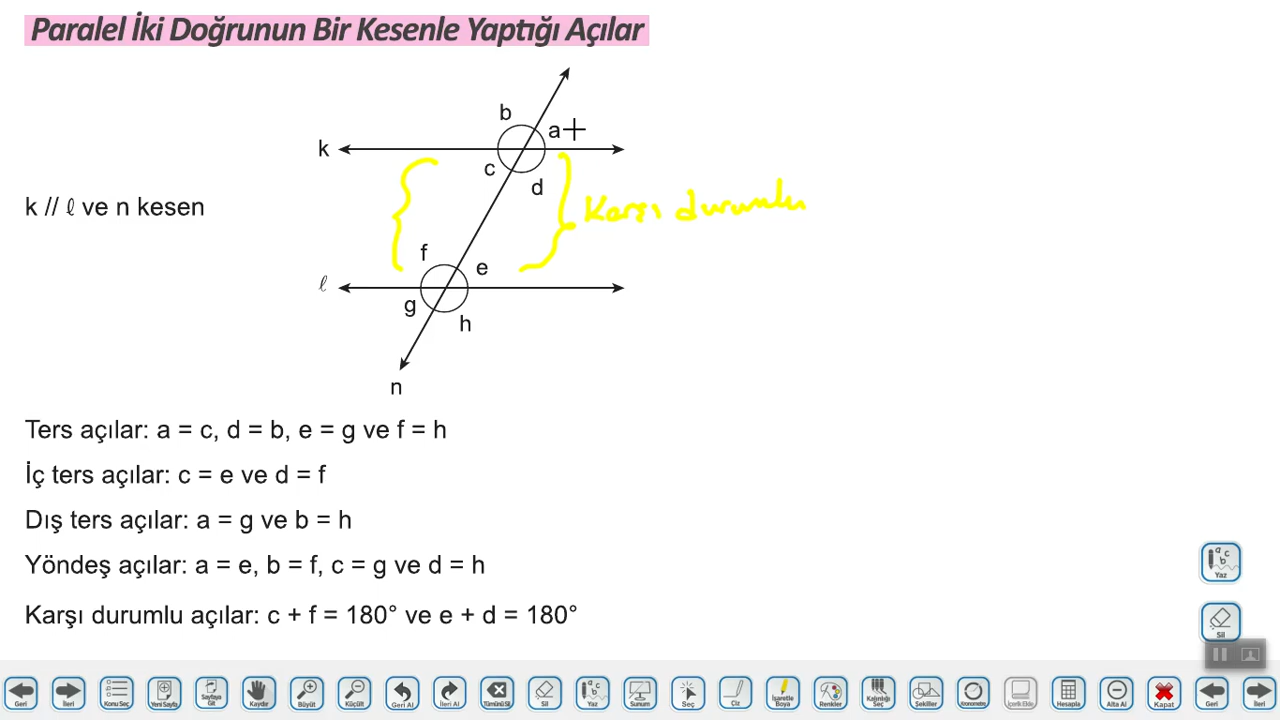 Paralel İki Doğrunun Bir Kesenle Yaptığı Açılar
b
a
k
c
d
Karşı durumlu
k // ℓ ve n kesen
f
e
ℓ
g
h
n
Ters açılar: a = c, d = b, e = g ve f = h
İç ters açılar: c = e ve d = f
Dış ters açılar: a = g ve b = h
Yöndeş açılar: a = e, b = f, c = g ve d = h
Karşı durumlu açılar: c + f = 180° ve e + d = 180°
a c
b
Yaz
Sil
Geri İleri Konu Seç Yeni Sayfa Sayfaya Git Kaydır Büyüt Küçült Geri Al İleri Al Tümünü Sil Sil Yaz Sunum Seç Çiz İşaretle Boya Renkler Kalınlığı Seç Şekiller Kronometre İçerik Ekle Hesapla Alta Al Kapat Geri İleri